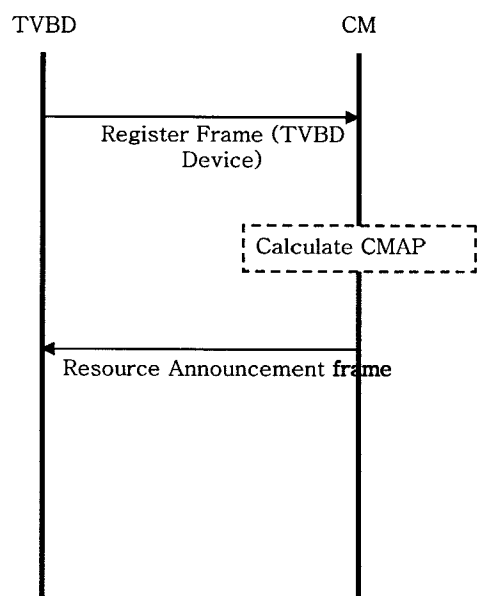 TVBD
CM
Register Frame (TVBD
Device)
Calculate CMAP
Resource Announcement frame